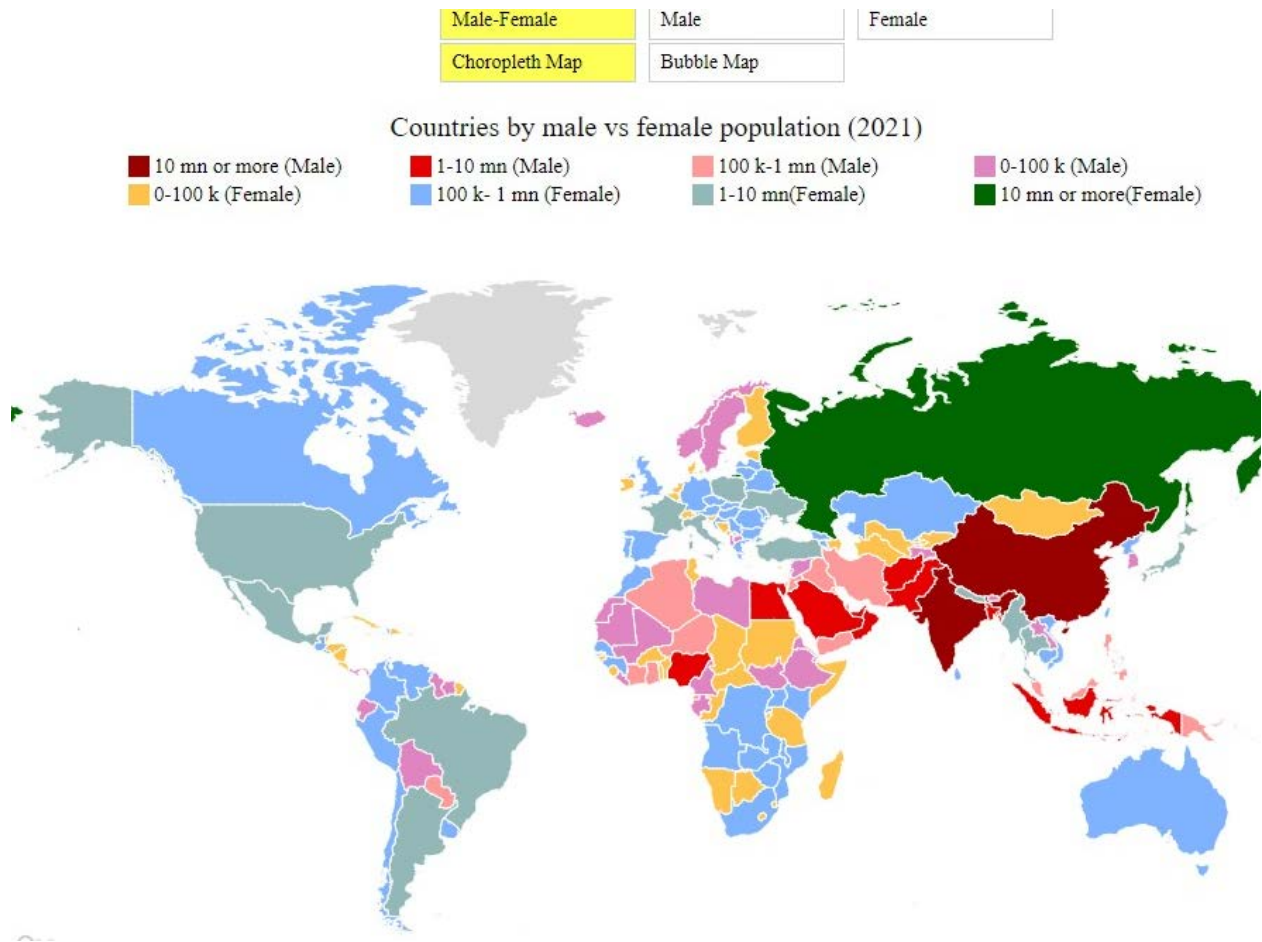 Male-Female Male Female
Choropleth Map Bubble Map
Countries by male vs female population (2021)
10 mn or more (Male) 1-10 mn (Male) 100 k-1 mn (Male) 0-100 k (Male)
0-100 k (Female) 100 k- 1 mn (Female) 1-10 mn(Female) 10 mn or more(Female)